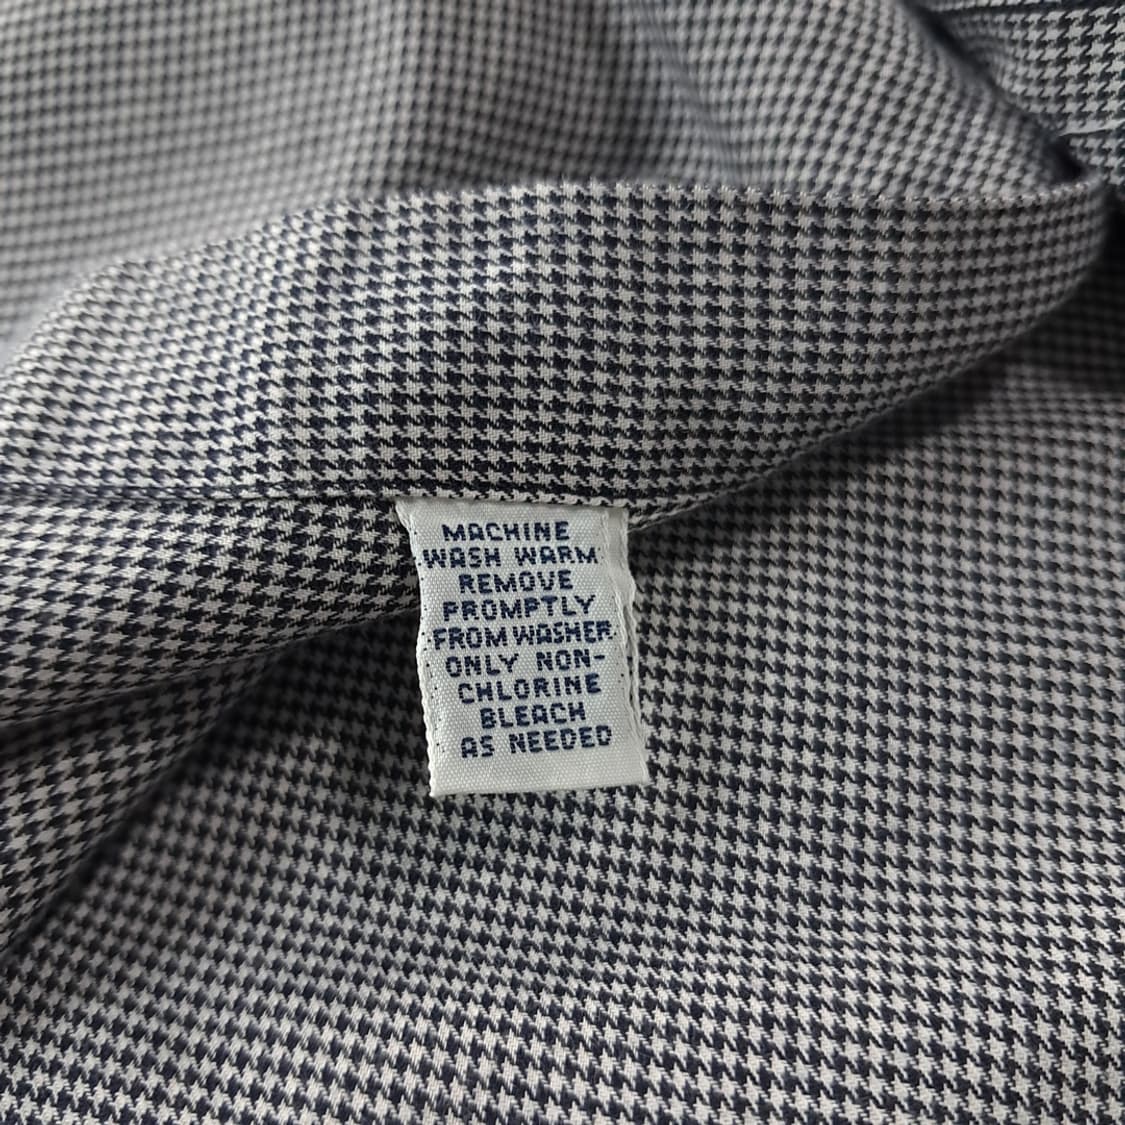 MACHINE
WASH WARM
REMOVE
PROMPTLY
FROM WASHER
ONLY NON-
CHLORINE
BLEACH
AS NEEDED